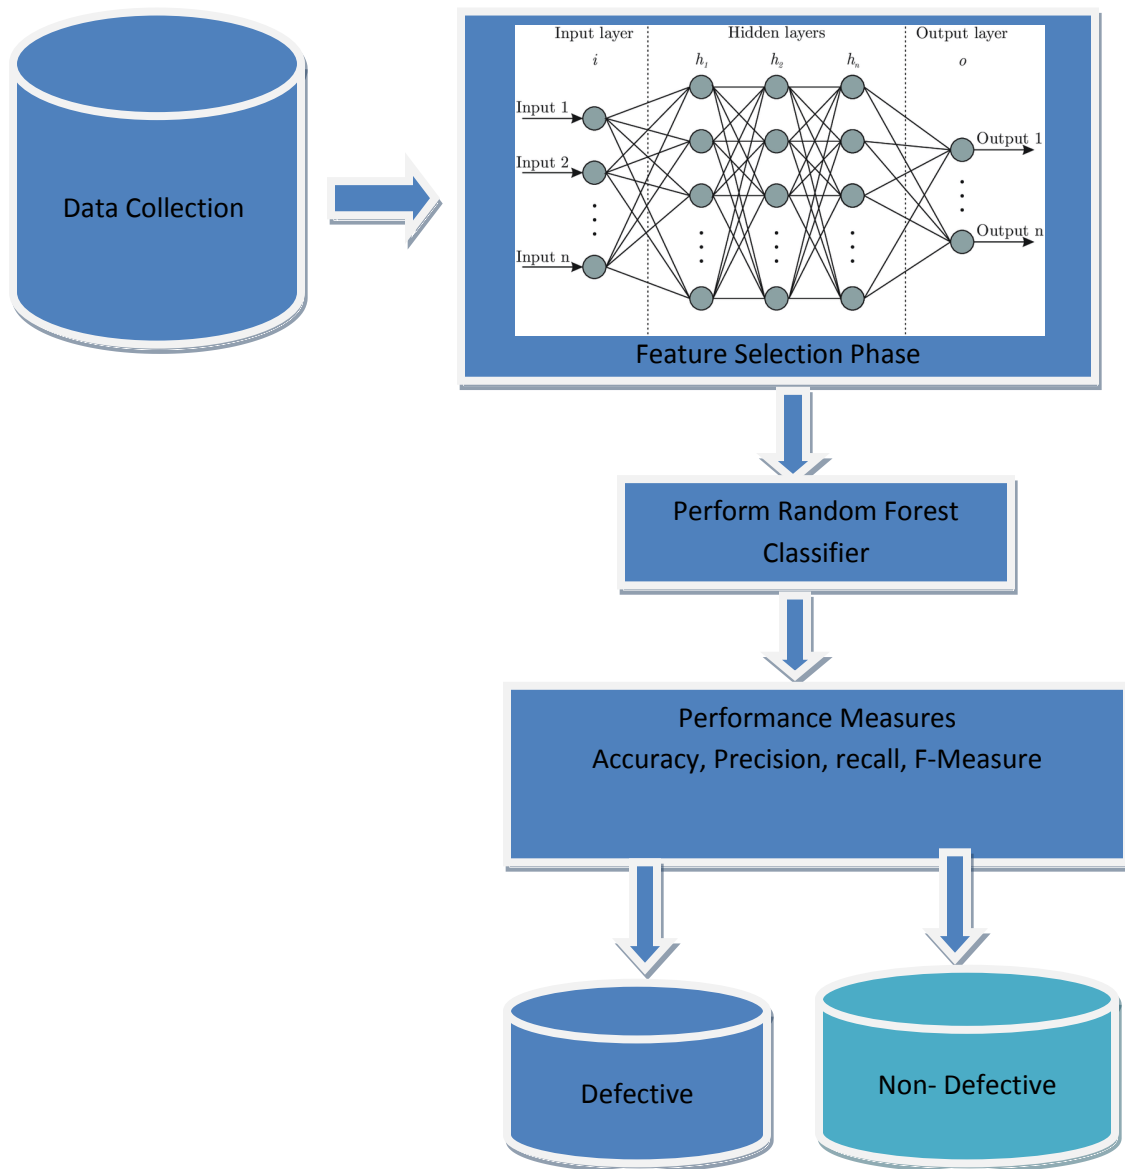 Data Collection
Input layer Hidden layers Output layer
i h1 h2 hn o
Input 1
Input 2
Input n
Output 1
Output n
Feature Selection Phase
Perform Random Forest
Classifier
Performance Measures
Accuracy, Precision, recall, F-Measure
Defective
Non- Defective